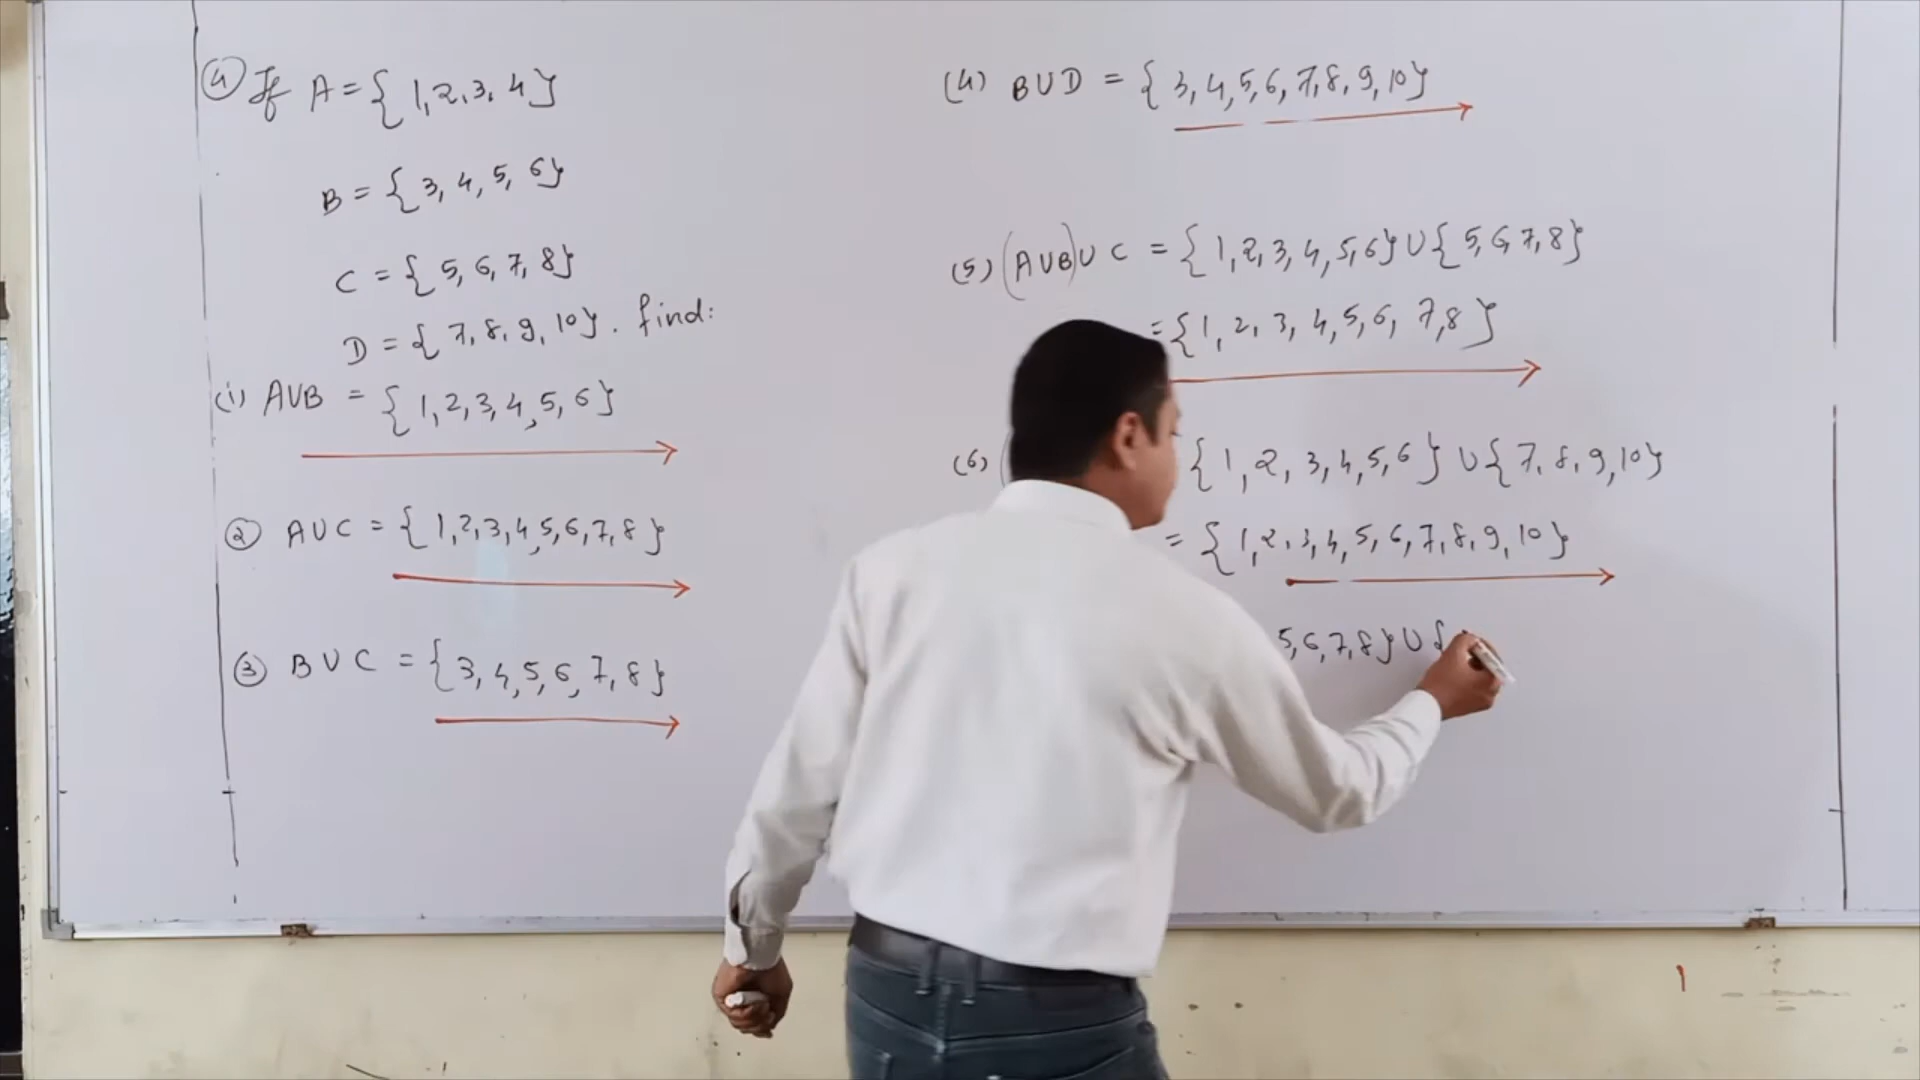 (4) If A = { 1, 2, 3, 4 }
B = { 3, 4, 5, 6 }
C = { 5, 6, 7, 8 }
D = { 7, 8, 9, 10 }. find:
(i) A∪B = { 1, 2, 3, 4, 5, 6 }
(2) A∪C = { 1, 2, 3, 4, 5, 6, 7, 8 }
(3) B∪C = { 3, 4, 5, 6, 7, 8 }
(4) B∪D = { 3, 4, 5, 6, 7, 8, 9, 10 }
(5) (A∪B)∪C = { 1, 2, 3, 4, 5, 6 } ∪ { 5, 6, 7, 8 }
= { 1, 2, 3, 4, 5, 6, 7, 8 }
(6) ( { 1, 2, 3, 4, 5, 6 } ∪ { 7, 8, 9, 10 }
= { 1, 2, 3, 4, 5, 6, 7, 8, 9, 10 }
5, 6, 7, 8 } ∪ {